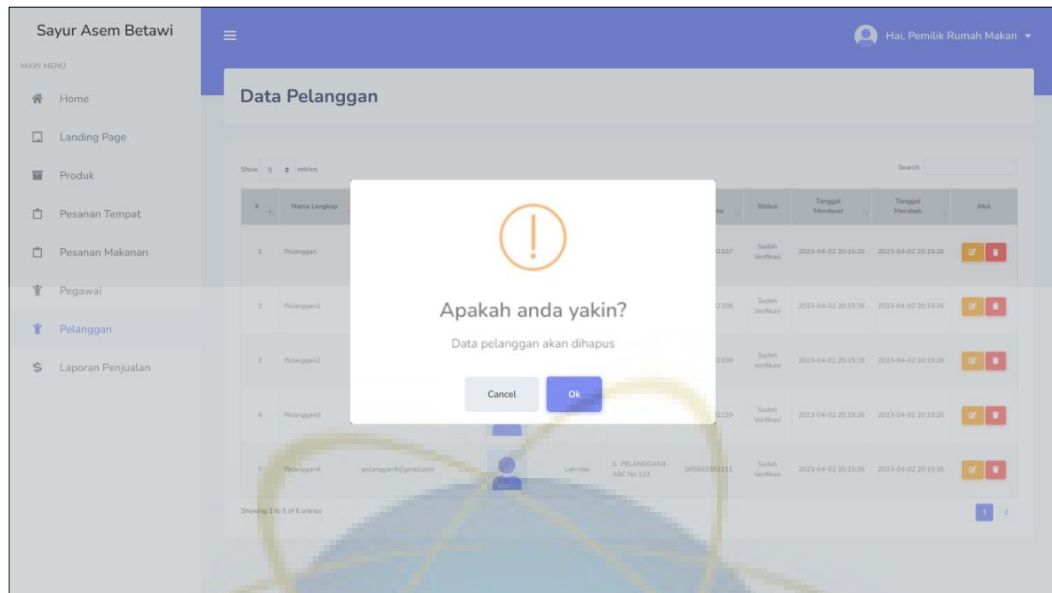 Sayur Asem Betawi
Hai, Pemilik Rumah Makan
MAIN MENU
Home
Landing Page
Produk
Pesanan Tempat
Pesanan Makanan
Pegawai
Pelanggan
Laporan Penjualan
Data Pelanggan
Show 5 entries
Search:
# Nama Lengkap Status Tanggal Membuat Tanggal Merubah Aksi
1 Pelanggan Sudah Verifikasi 2023-04-02 20:15:26 2023-04-02 20:15:26
2 Pelanggan1 Sudah Verifikasi 2023-04-02 20:15:26 2023-04-02 20:15:26
3 Pelanggan2 Sudah Verifikasi 2023-04-02 20:15:26 2023-04-02 20:15:26
4 Pelanggan3 Sudah Verifikasi 2023-04-02 20:15:26 2023-04-02 20:15:26
5 Pelanggan4 pelanggan4@gmail.com Laki-laki JL. PELANGGAN4-ABC No 123 Sudah Verifikasi 2023-04-02 20:15:26 2023-04-02 20:15:26
Showing 1 to 5 of 6 entries
1 2
!
Apakah anda yakin?
Data pelanggan akan dihapus
Cancel
Ok